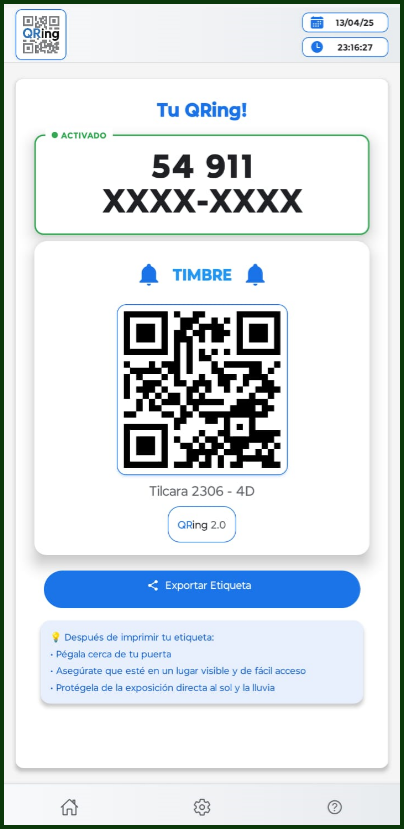 QRing
13/04/25
23:16:27
Tu QRing!
ACTIVADO
54 911
XXXX-XXXX
TIMBRE
Tilcara 2306 - 4D
QRing 2.0
Exportar Etiqueta
💡 Después de imprimir tu etiqueta:
• Pégala cerca de tu puerta
• Asegúrate que esté en un lugar visible y de fácil acceso
• Protégela de la exposición directa al sol y la lluvia
?